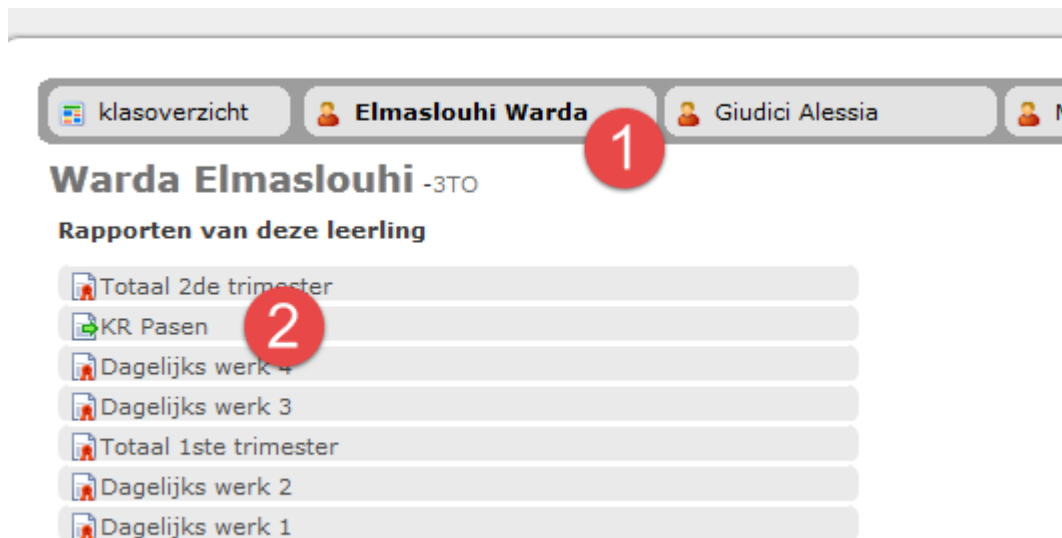 klasoverzicht Elmaslouhi Warda 1 Giudici Alessia
Warda Elmaslouhi -3TO
Rapporten van deze leerling
Totaal 2de trimester
KR Pasen 2
Dagelijks werk 4
Dagelijks werk 3
Totaal 1ste trimester
Dagelijks werk 2
Dagelijks werk 1